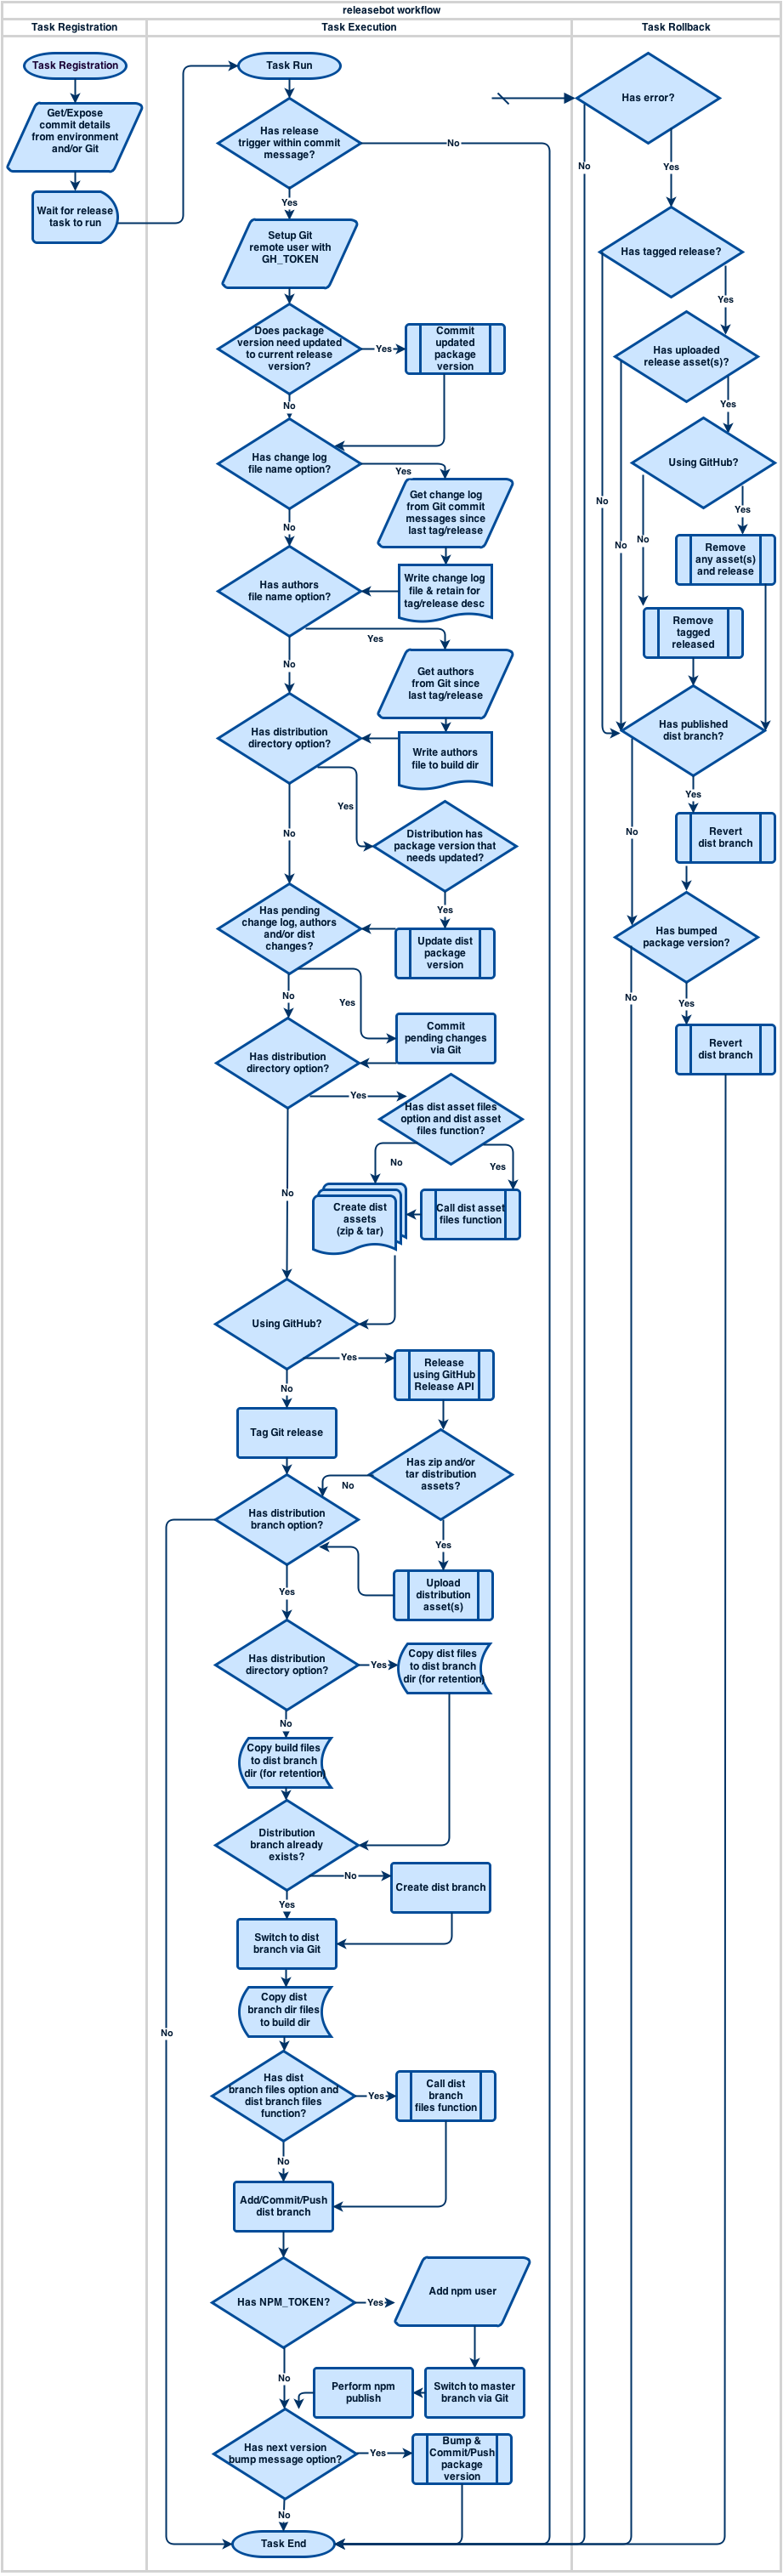 releasebot workflow
Task Registration
Task Execution
Task Rollback
Task Registration
Get/Expose
commit details
from environment
and/or Git
Wait for release
task to run
Task Run
Has release
trigger within commit
message?
No
Yes
Setup Git
remote user with
GH_TOKEN
Does package
version need updated
to current release
version?
Yes
Commit
updated
package
version
No
Has change log
file name option?
Yes
Get change log
from Git commit
messages since
last tag/release
No
Write change log
file & retain for
tag/release desc
Has authors
file name option?
Yes
Get authors
from Git since
last tag/release
No
Write authors
file to build dir
Has distribution
directory option?
Yes
Distribution has
package version that
needs updated?
No
Yes
Update dist
package
version
Has pending
change log, authors
and/or dist
changes?
No
Yes
Commit
pending changes
via Git
Has distribution
directory option?
Yes
Has dist asset files
option and dist asset
files function?
No
Yes
No
Create dist
assets
(zip & tar)
Call dist asset
files function
Using GitHub?
Yes
Release
using GitHub
Release API
No
Tag Git release
Has zip and/or
tar distribution
assets?
No
Yes
Upload
distribution
asset(s)
Has distribution
branch option?
No
Yes
Has distribution
directory option?
Yes
Copy dist files
to dist branch
dir (for retention)
No
Copy build files
to dist branch
dir (for retention)
Distribution
branch already
exists?
No
Create dist branch
Yes
Switch to dist
branch via Git
Copy dist
branch dir files
to build dir
Has dist
branch files option and
dist branch files
function?
Yes
Call dist
branch
files function
No
Add/Commit/Push
dist branch
Has NPM_TOKEN?
Yes
Add npm user
No
Switch to master
branch via Git
Perform npm
publish
Has next version
bump message option?
Yes
Bump &
Commit/Push
package
version
No
Task End
Has error?
No
Yes
Has tagged release?
No
Yes
Has uploaded
release asset(s)?
No
Yes
Using GitHub?
No
Yes
Remove
any asset(s)
and release
Remove
tagged
released
Has published
dist branch?
No
Yes
Revert
dist branch
Has bumped
package version?
No
Yes
Revert
dist branch